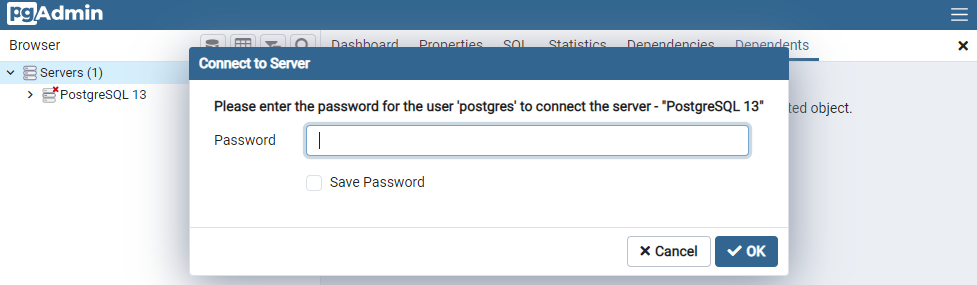 pgAdmin
Browser
Dashboard Properties SQL Statistics Dependencies Dependents
Servers (1)
PostgreSQL 13
ted object.
Connect to Server
Please enter the password for the user 'postgres' to connect the server - "PostgreSQL 13"
Password
Save Password
Cancel
OK